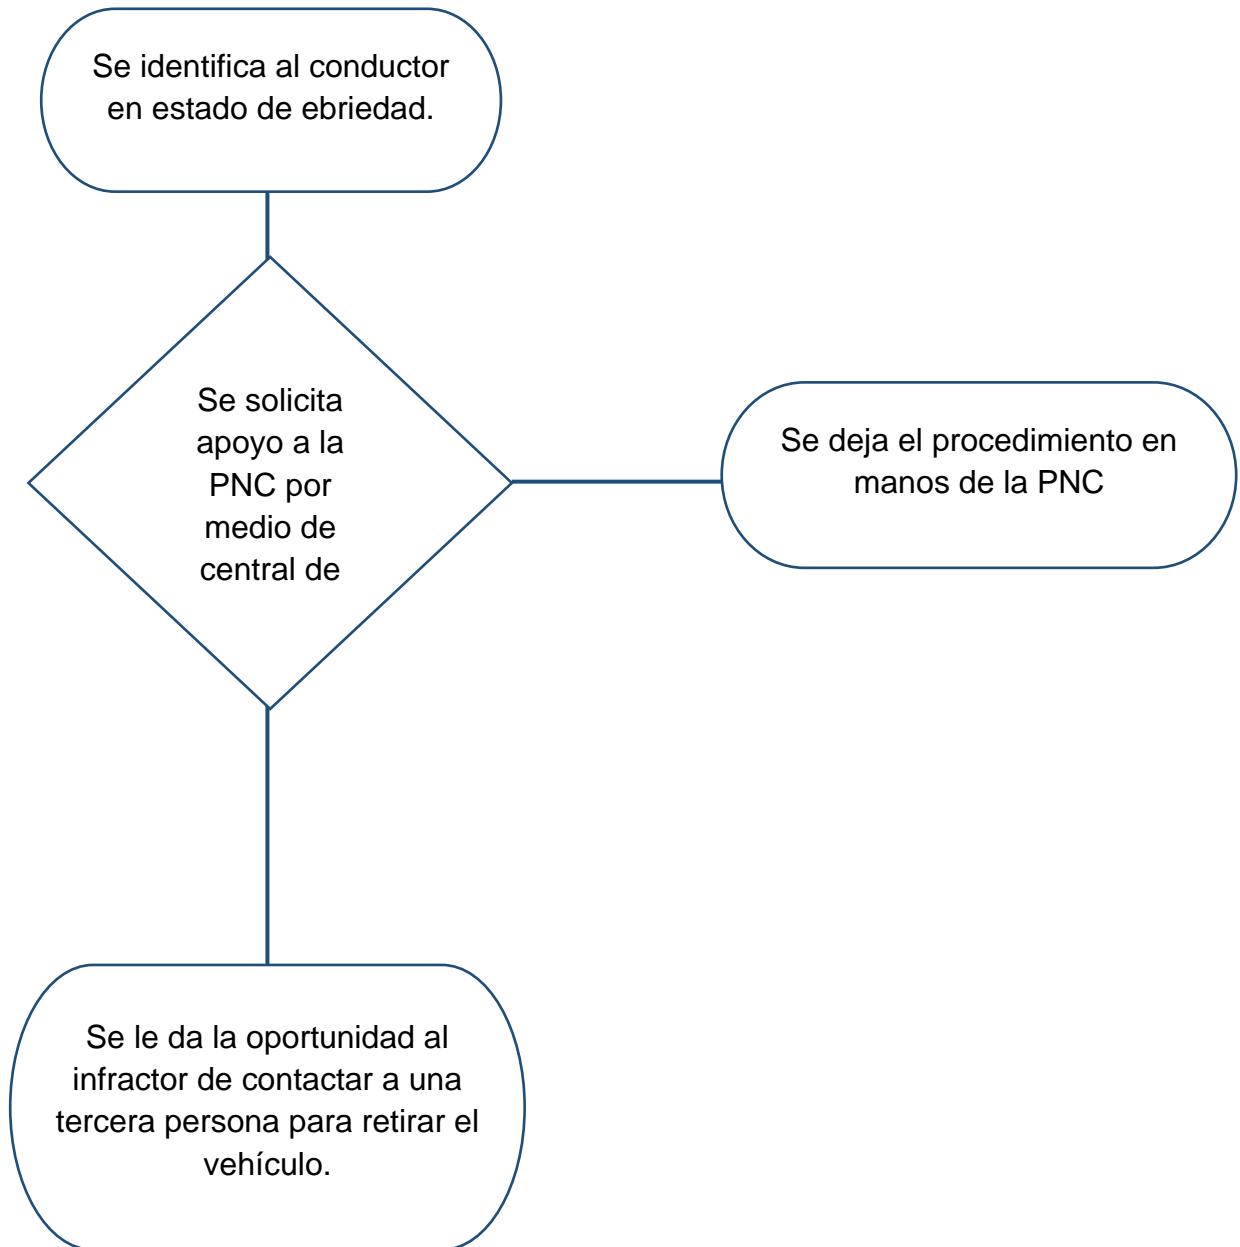 Se identifica al conductor
en estado de ebriedad.
Se solicita
apoyo a la
PNC por
medio de
central de
Se deja el procedimiento en
manos de la PNC
Se le da la oportunidad al
infractor de contactar a una
tercera persona para retirar el
vehículo.